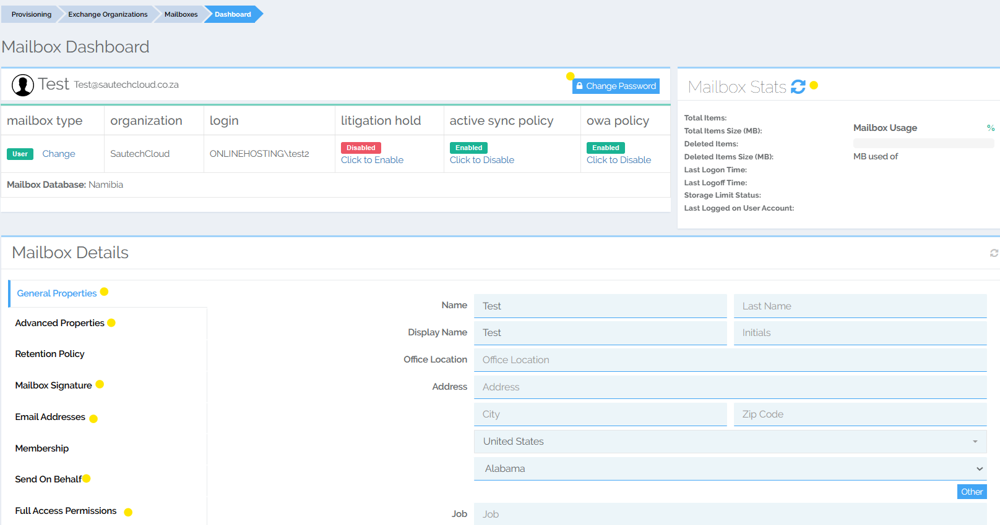 Provisioning Exchange Organizations Mailboxes Dashboard
Mailbox Dashboard
Test Test@sautechcloud.co.za
Change Password
mailbox type organization login litigation hold active sync policy owa policy
User Change SautechCloud ONLINEHOSTING\test2 Disabled Enabled Enabled
Click to Enable Click to Disable Click to Disable
Mailbox Database: Namibia
Mailbox Stats
Total Items:
Total Items Size (MB):
Deleted Items:
Deleted Items Size (MB):
Last Logon Time:
Last Logoff Time:
Storage Limit Status:
Last Logged on User Account:
Mailbox Usage %
MB used of
Mailbox Details
General Properties
Advanced Properties
Retention Policy
Mailbox Signature
Email Addresses
Membership
Send On Behalf
Full Access Permissions
Name Test Last Name
Display Name Test Initials
Office Location Office Location
Address Address
City Zip Code
United States
Alabama
Other
Job Job